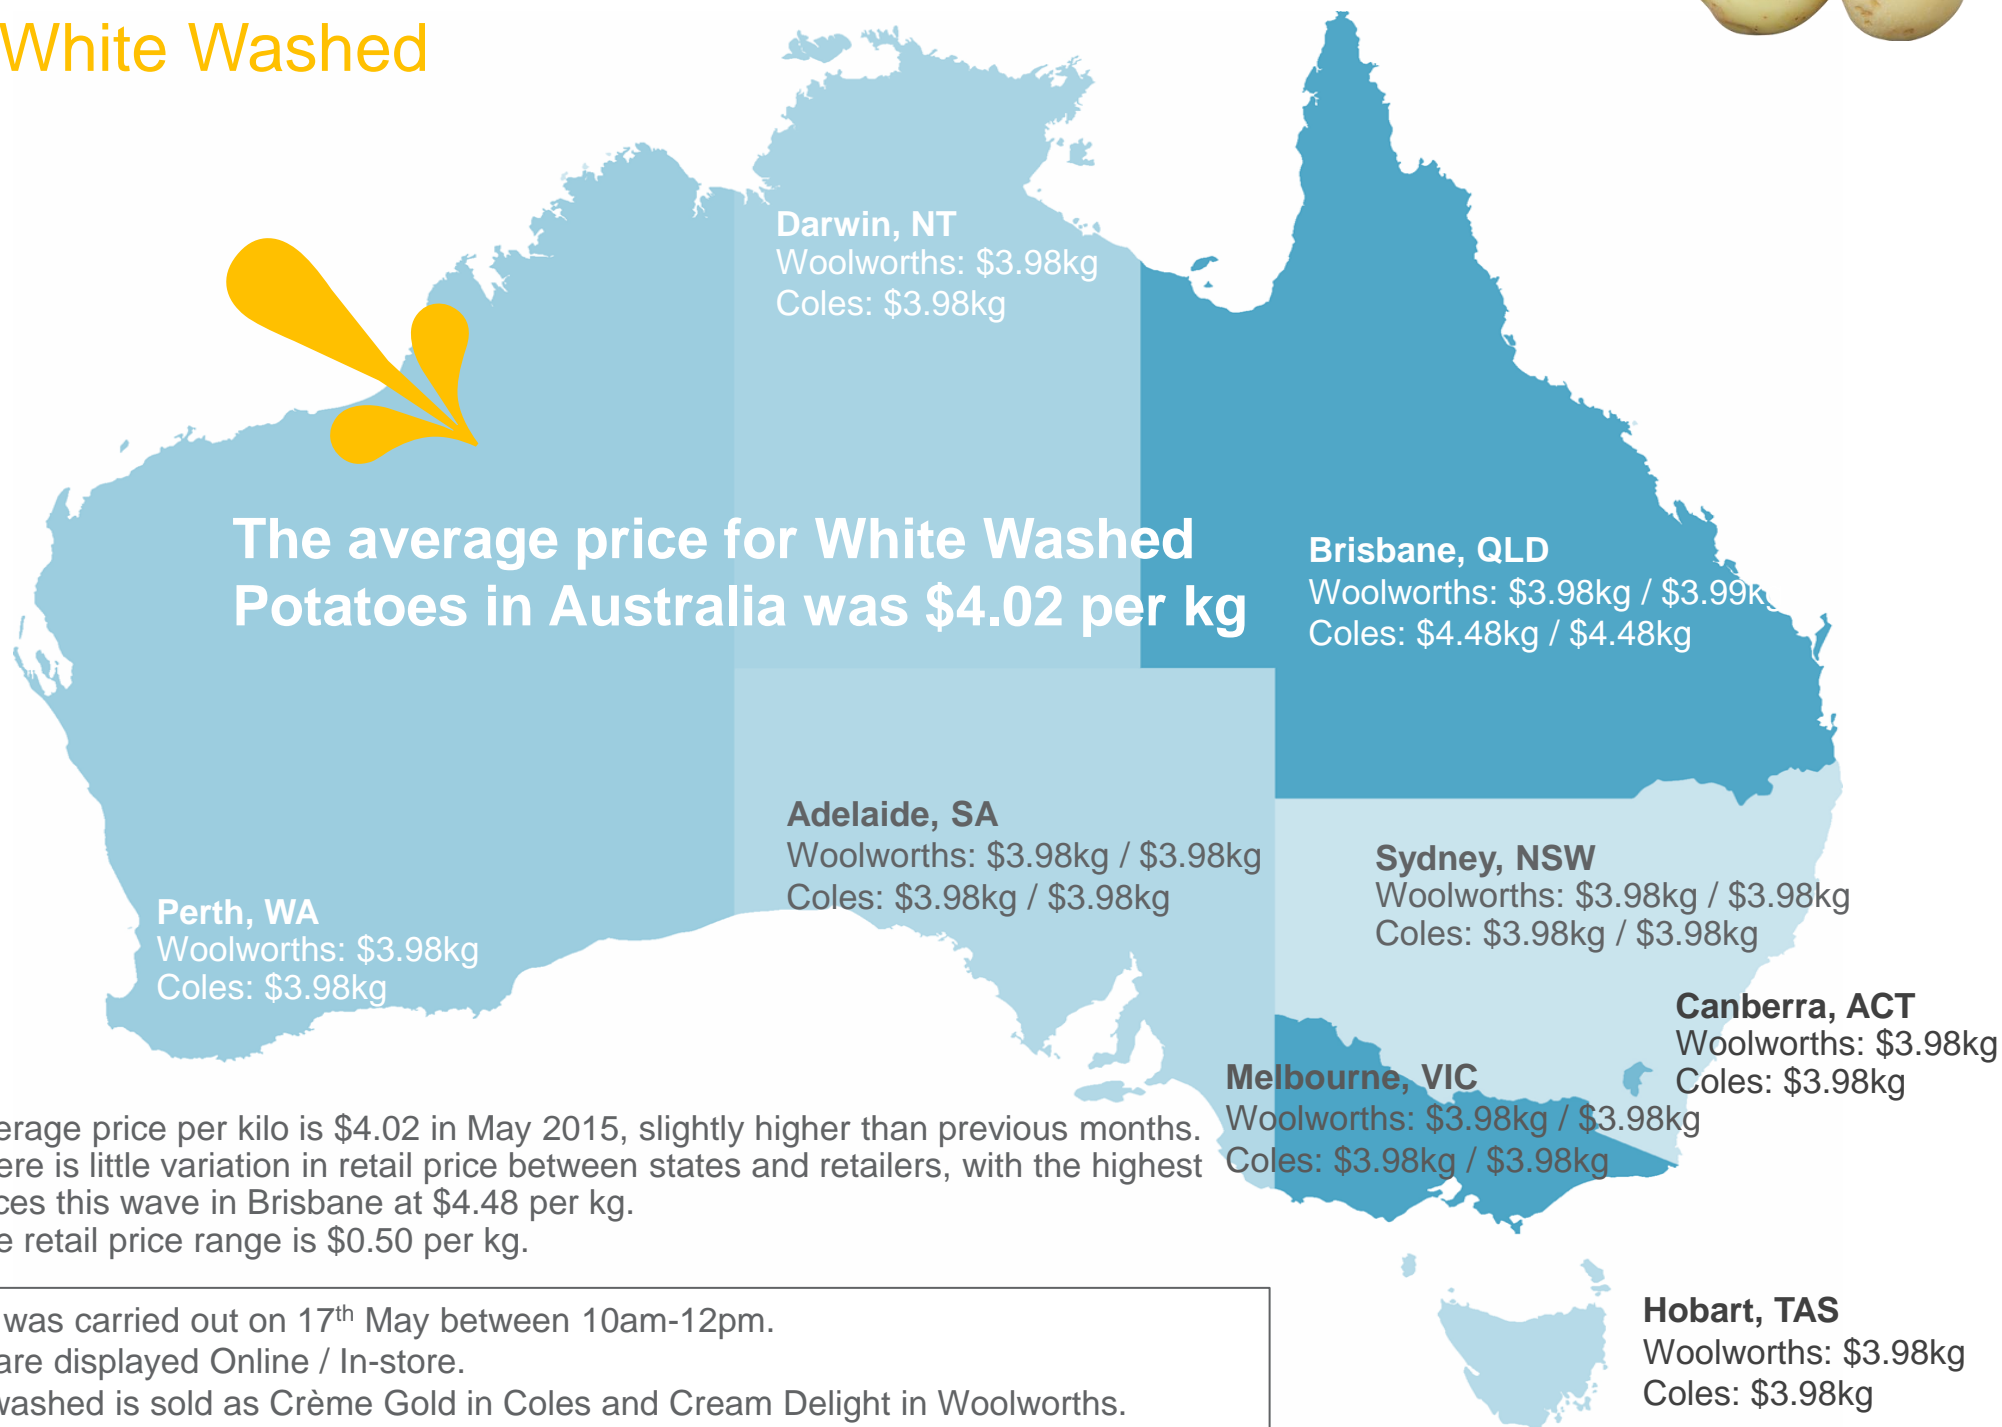 White Washed
Darwin, NT
Woolworths: $3.98kg
Coles: $3.98kg
The average price for White Washed
Potatoes in Australia was $4.02 per kg
Brisbane, QLD
Woolworths: $3.98kg / $3.99kg
Coles: $4.48kg / $4.48kg
Adelaide, SA
Woolworths: $3.98kg / $3.98kg
Coles: $3.98kg / $3.98kg
Sydney, NSW
Woolworths: $3.98kg / $3.98kg
Coles: $3.98kg / $3.98kg
Perth, WA
Woolworths: $3.98kg
Coles: $3.98kg
Canberra, ACT
Woolworths: $3.98kg
Coles: $3.98kg
Melbourne, VIC
Woolworths: $3.98kg / $3.98kg
Coles: $3.98kg / $3.98kg
erage price per kilo is $4.02 in May 2015, slightly higher than previous months.
ere is little variation in retail price between states and retailers, with the highest
ces this wave in Brisbane at $4.48 per kg.
e retail price range is $0.50 per kg.
was carried out on 17th May between 10am-12pm.
are displayed Online / In-store.
washed is sold as Crème Gold in Coles and Cream Delight in Woolworths.
Hobart, TAS
Woolworths: $3.98kg
Coles: $3.98kg